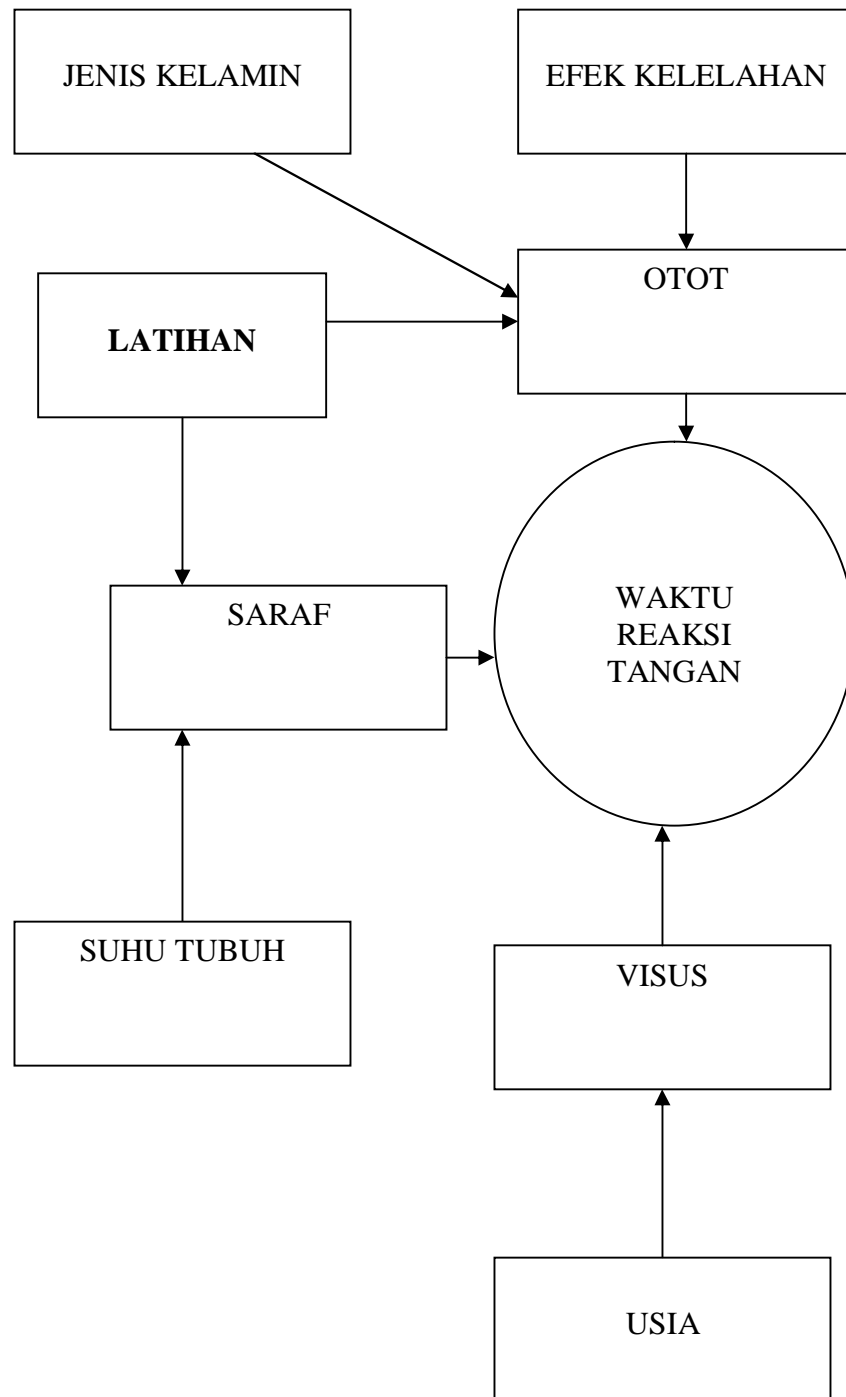 JENIS KELAMIN
EFEK KELELAHAN
OTOT
LATIHAN
SARAF
WAKTU
REAKSI
TANGAN
SUHU TUBUH
VISUS
USIA